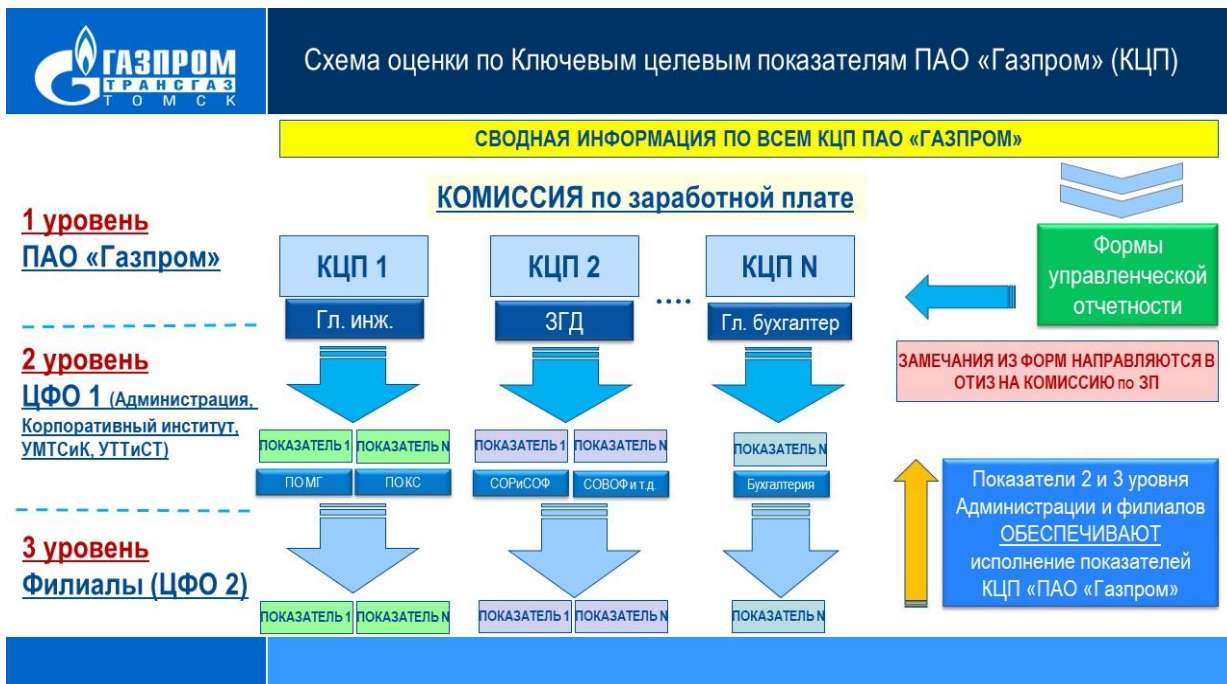 ГАЗПРОМ
ТРАНСГАЗ
ТОМСК
Схема оценки по Ключевым целевым показателям ПАО «Газпром» (КЦП)
СВОДНАЯ ИНФОРМАЦИЯ ПО ВСЕМ КЦП ПАО «ГАЗПРОМ»
КОМИССИЯ по заработной плате
1 уровень
ПАО «Газпром»
КЦП 1
Гл. инж.
КЦП 2
ЗГД
....
КЦП N
Гл. бухгалтер
Формы
управленческой
отчетности
ЗАМЕЧАНИЯ ИЗ ФОРМ НАПРАВЛЯЮТСЯ В
ОТИЗ НА КОМИССИЮ по ЗП
2 уровень
ЦФО 1 (Администрация,
Корпоративный институт,
УМТСиК, УТТиСТ)
ПОКАЗАТЕЛЬ 1
ПОКАЗАТЕЛЬ N
ПОКАЗАТЕЛЬ 1
ПОКАЗАТЕЛЬ N
ПОКАЗАТЕЛЬ N
ПО МГ
ПО КС
СОРиСОФ
СОВОФ и т.д.
Бухгалтерия
Показатели 2 и 3 уровня
Администрации и филиалов
ОБЕСПЕЧИВАЮТ
исполнение показателей
КЦП «ПАО «Газпром»
3 уровень
Филиалы (ЦФО 2)
ПОКАЗАТЕЛЬ 1
ПОКАЗАТЕЛЬ N
ПОКАЗАТЕЛЬ 1
ПОКАЗАТЕЛЬ N
ПОКАЗАТЕЛЬ N